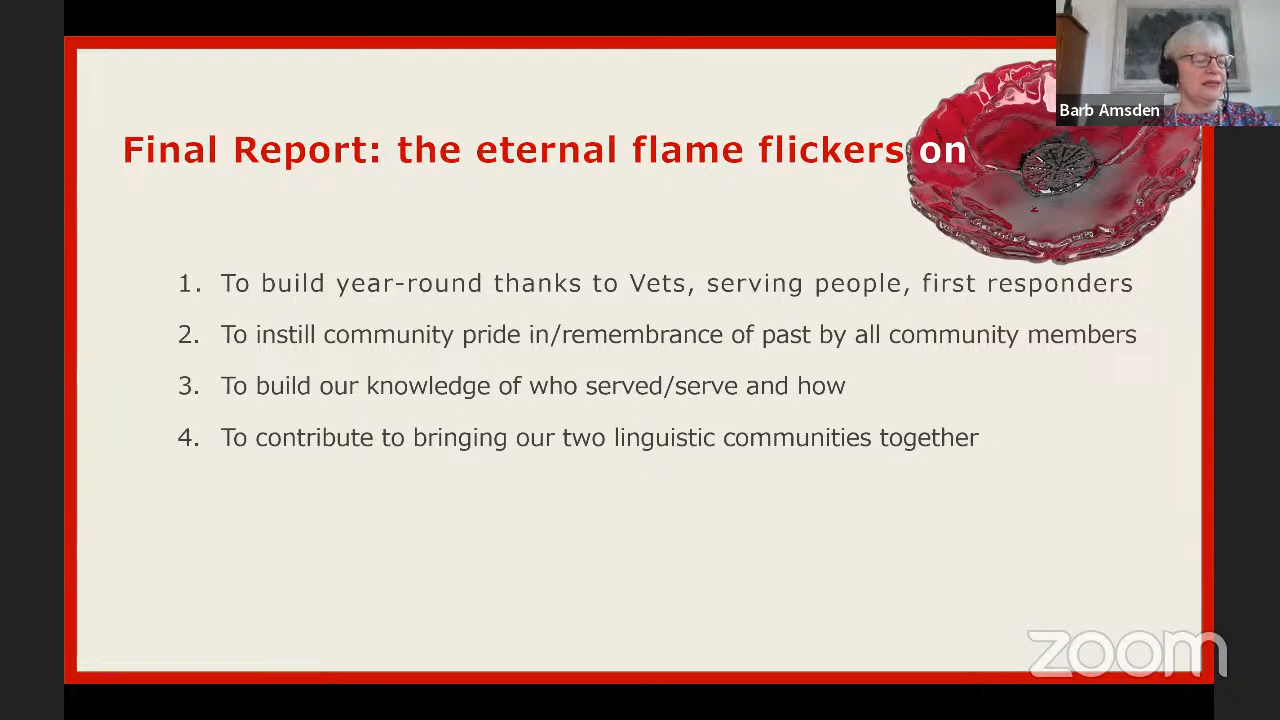 Barb Amsden
Final Report: the eternal flame flickers on
1. To build year-round thanks to Vets, serving people, first responders
2. To instill community pride in/remembrance of past by all community members
3. To build our knowledge of who served/serve and how
4. To contribute to bringing our two linguistic communities together
zoom